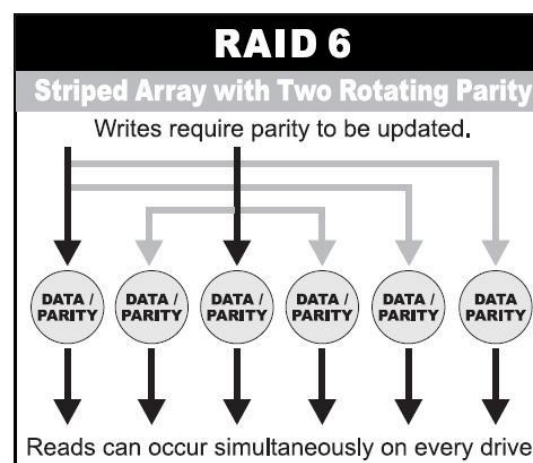 RAID 6
Striped Array with Two Rotating Parity
Writes require parity to be updated.
DATA / DATA / DATA / DATA / DATA / DATA
PARITY PARITY PARITY PARITY PARITY PARITY
Reads can occur simultaneously on every drive